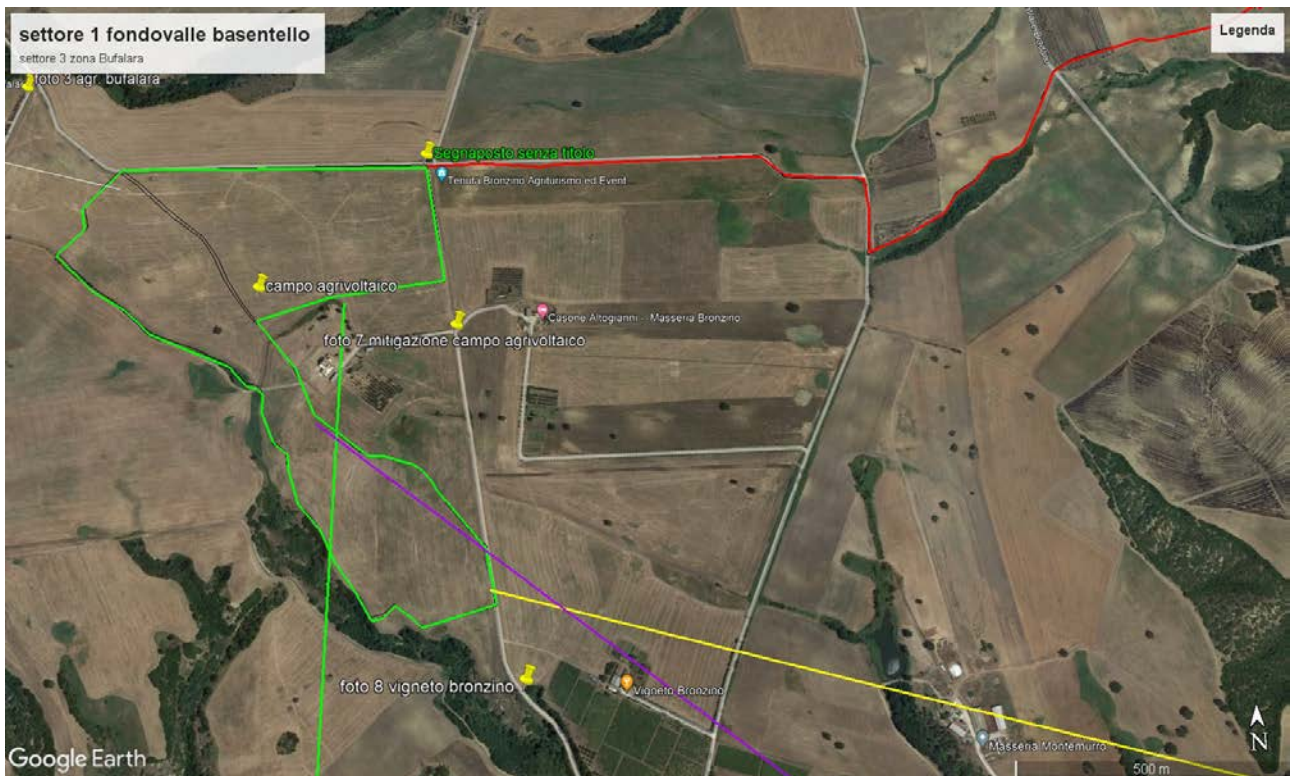 settore 1 fondovalle basentello
settore 3 zona Bufalara
Legenda
foto 3 agr. bufalara
Segnaposto senza titolo
Tenuta Bronzino Agriturismo ed Event
campo agrivoltaico
Casone Altogianni - Masseria Bronzino
foto 7 mitigazione campo agrivoltaico
foto 8 vigneto bronzino
Vigneto Bronzino
Masseria Montemurro
N
Google Earth
500 m